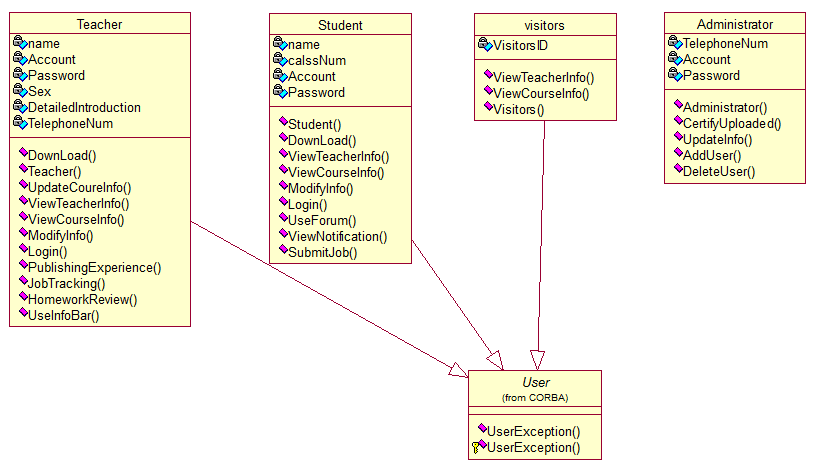 Teacher
name
Account
Password
Sex
DetailedIntroduction
TelephoneNum
DownLoad()
Teacher()
UpdateCoureInfo()
ViewTeacherInfo()
ViewCourseInfo()
ModifyInfo()
Login()
PublishingExperience()
JobTracking()
HomeworkReview()
UseInfoBar()
Student
name
calssNum
Account
Password
Student()
DownLoad()
ViewTeacherInfo()
ViewCourseInfo()
ModifyInfo()
Login()
UseForum()
ViewNotification()
SubmitJob()
visitors
VisitorsID
ViewTeacherInfo()
ViewCourseInfo()
Visitors()
Administrator
TelephoneNum
Account
Password
Administrator()
CertifyUploaded()
UpdateInfo()
AddUser()
DeleteUser()
User
(from CORBA)
UserException()
UserException()